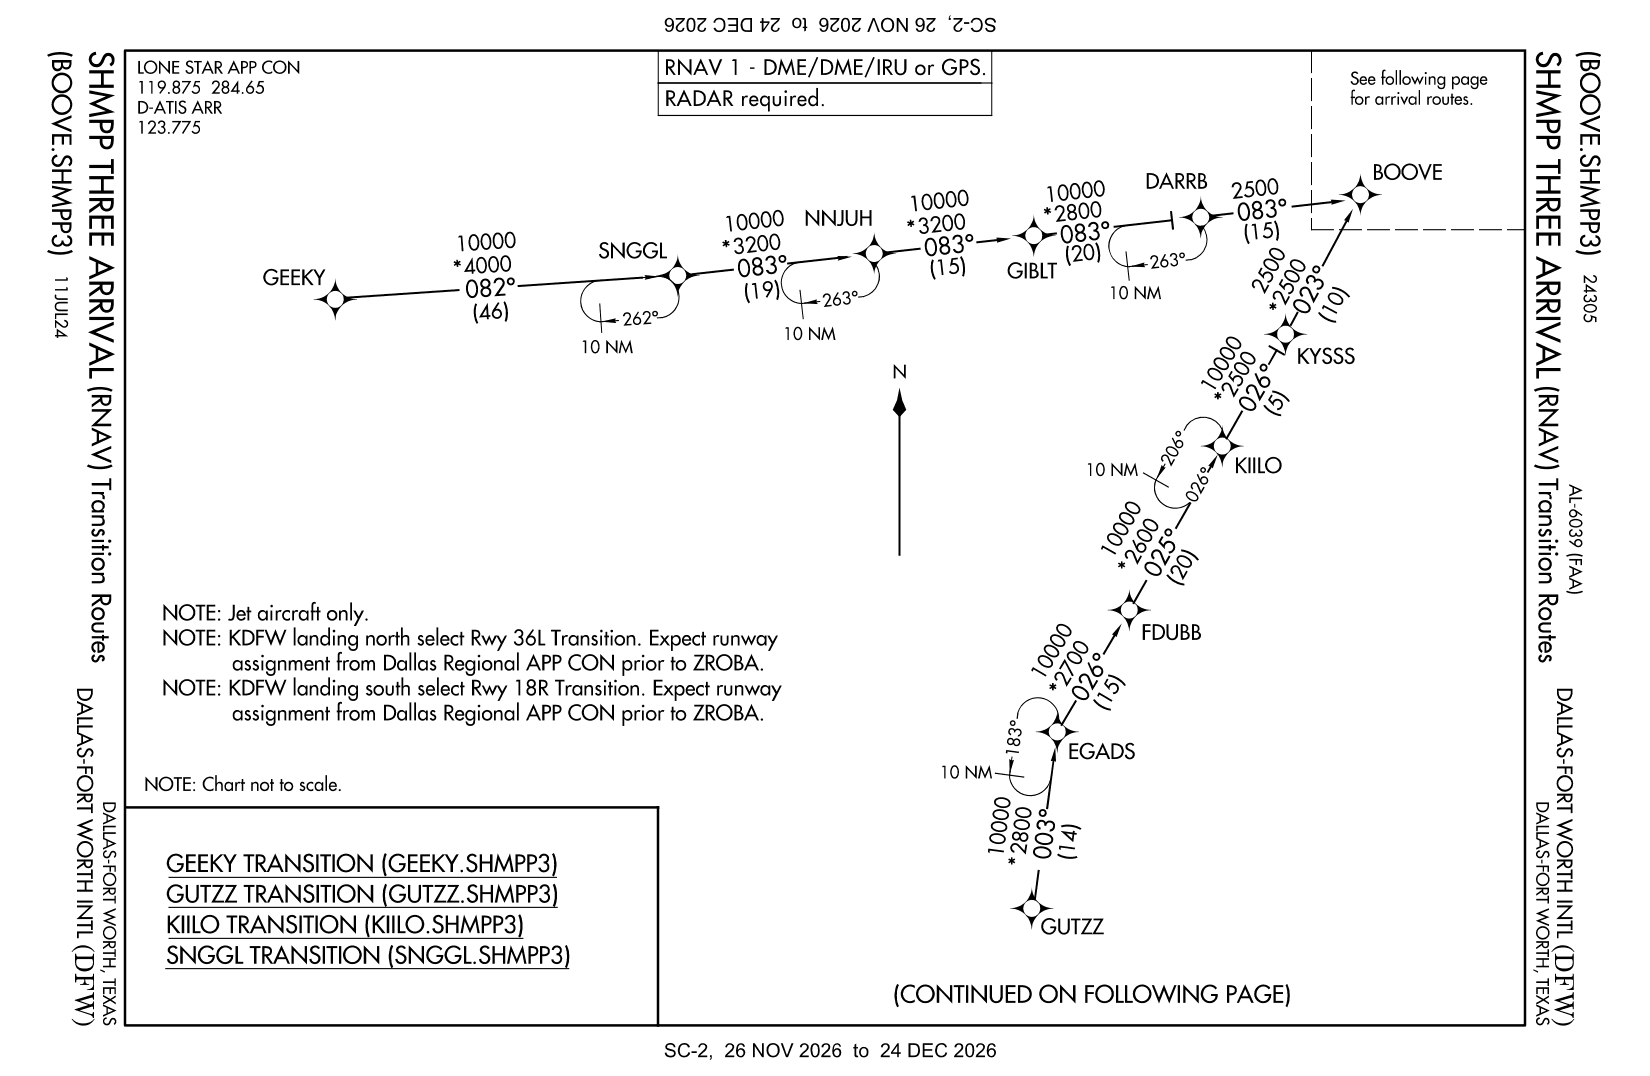 SC-2, 26 NOV 2026 to 24 DEC 2026
(BOOVE.SHMPP3) 11JUL24
SHMPP THREE ARRIVAL (RNAV) Transition Routes
DALLAS-FORT WORTH INTL (DFW)
DALLAS-FORT WORTH, TEXAS
LONE STAR APP CON
119.875 284.65
D-ATIS ARR
123.775
RNAV 1 - DME/DME/IRU or GPS.
RADAR required.
See following page
for arrival routes.
BOOVE
DARRB
2500
083°
(15)
10000
*2800
083°
(20)
GIBLT
263°
10 NM
10000
*3200
083°
(15)
NNJUH
263°
10 NM
10000
*3200
083°
(19)
SNGGL
262°
10 NM
10000
*4000
082°
(46)
GEEKY
2500
*2500
023°
(10)
KYSSS
10000
*2500
026°
(5)
N
206°
026°
10 NM
KIILO
10000
*2600
025°
(20)
FDUBB
10000
*2700
026°
(15)
183°
10 NM
EGADS
10000
*2800
003°
(14)
GUTZZ
NOTE: Jet aircraft only.
NOTE: KDFW landing north select Rwy 36L Transition. Expect runway
assignment from Dallas Regional APP CON prior to ZROBA.
NOTE: KDFW landing south select Rwy 18R Transition. Expect runway
assignment from Dallas Regional APP CON prior to ZROBA.
NOTE: Chart not to scale.
GEEKY TRANSITION (GEEKY.SHMPP3)
GUTZZ TRANSITION (GUTZZ.SHMPP3)
KIILO TRANSITION (KIILO.SHMPP3)
SNGGL TRANSITION (SNGGL.SHMPP3)
(CONTINUED ON FOLLOWING PAGE)
(BOOVE.SHMPP3) 24305
SHMPP THREE ARRIVAL (RNAV) Transition Routes
AL-6039 (FAA)
DALLAS-FORT WORTH INTL (DFW)
DALLAS-FORT WORTH, TEXAS
SC-2, 26 NOV 2026 to 24 DEC 2026